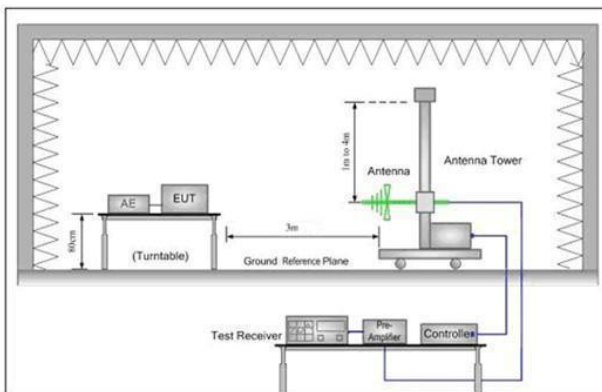 1m to 4m
Antenna
Antenna Tower
AE
EUT
80cm
(Turntable)
3m
Ground Reference Plane
Test Receiver
Pre-
Amplifier
Controller